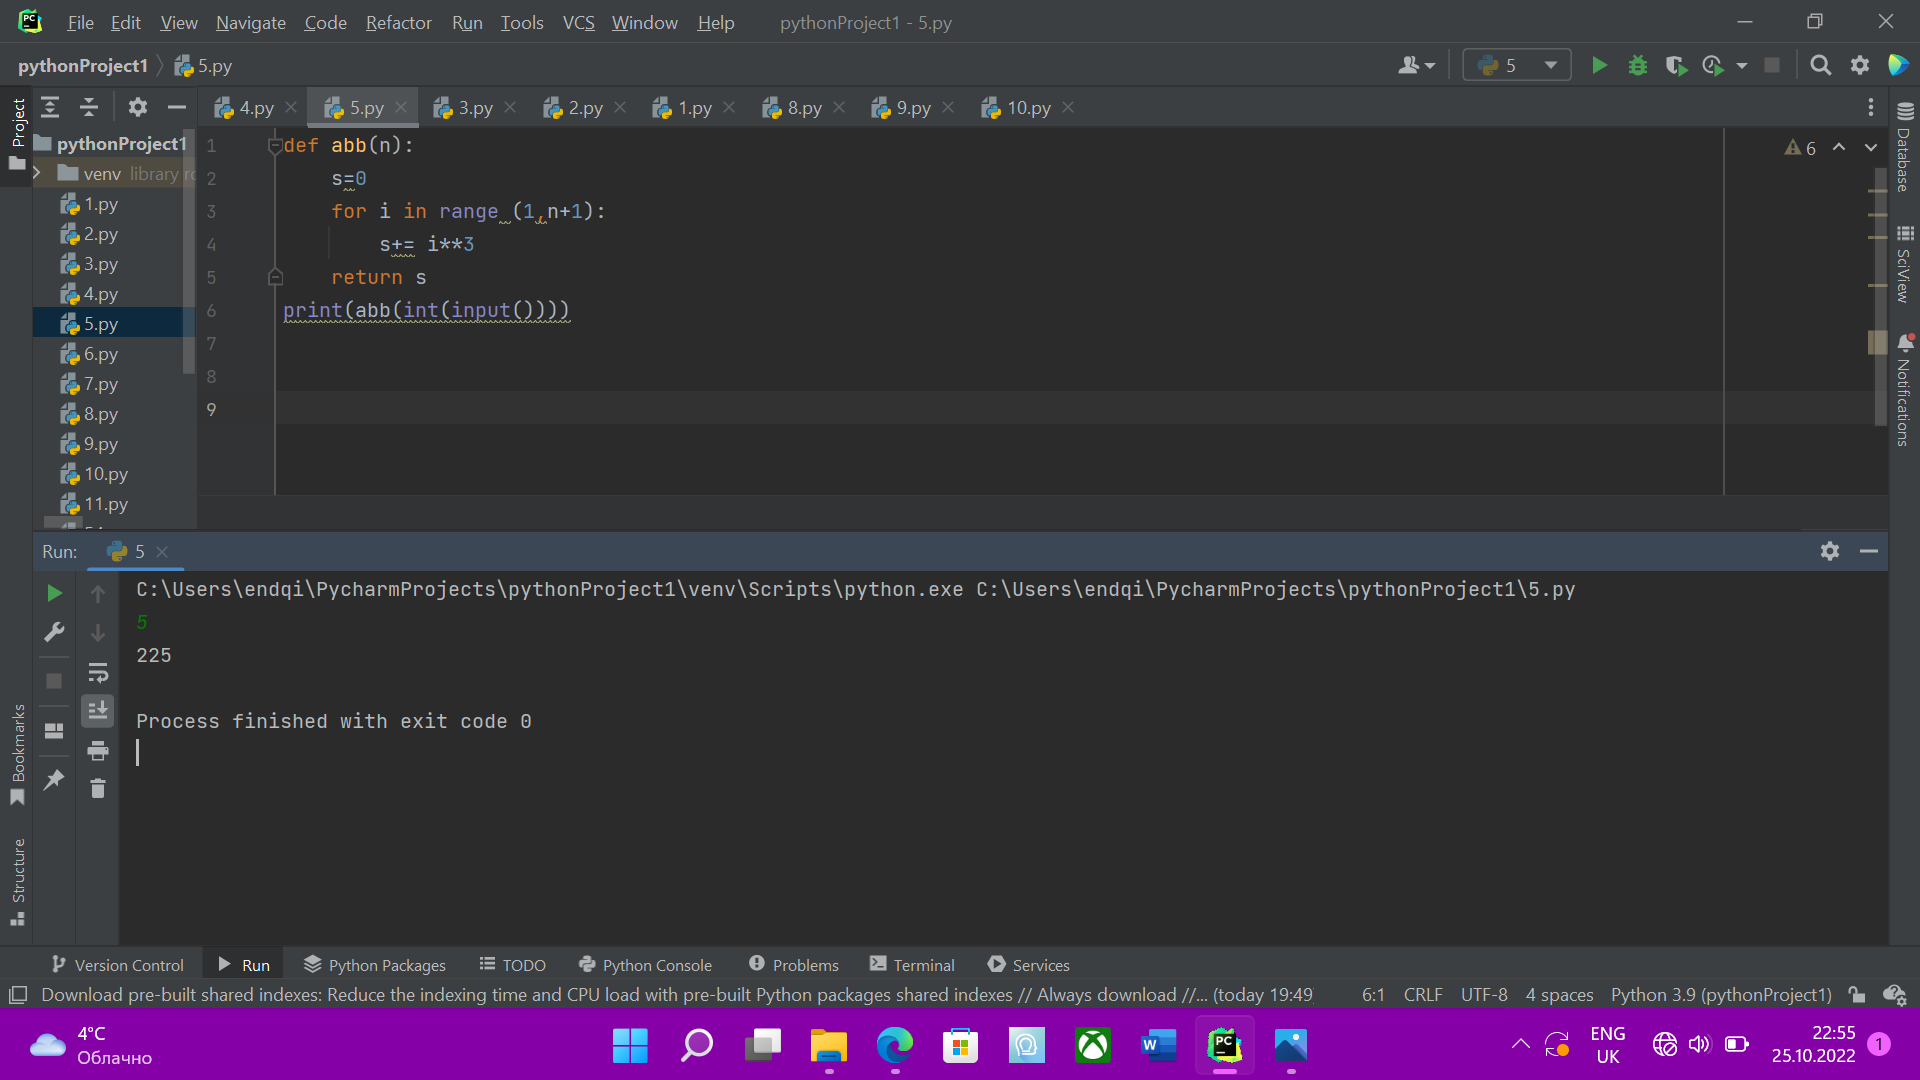 PC File Edit View Navigate Code Refactor Run Tools VCS Window Help pythonProject1 - 5.py
pythonProject1 5.py 5
Project
4.py 5.py 3.py 2.py 1.py 8.py 9.py 10.py
pythonProject1
venv library
1.py
2.py
3.py
4.py
5.py
6.py
7.py
8.py
9.py
10.py
11.py
1 def abb(n):
2 s=0
3 for i in range (1,n+1):
4 s+= i**3
5 return s
6 print(abb(int(input())))
7
8
9
6
Database
SciView
Notifications
Run: 5
C:\Users\endqi\PycharmProjects\pythonProject1\venv\Scripts\python.exe C:\Users\endqi\PycharmProjects\pythonProject1\5.py
5
225
Process finished with exit code 0
Bookmarks
Structure
Version Control Run Python Packages TODO Python Console Problems Terminal Services
Download pre-built shared indexes: Reduce the indexing time and CPU load with pre-built Python packages shared indexes // Always download //... (today 19:49 6:1 CRLF UTF-8 4 spaces Python 3.9 (pythonProject1)
4°C
Облачно
W
PC
ENG
UK
22:55
25.10.2022
1